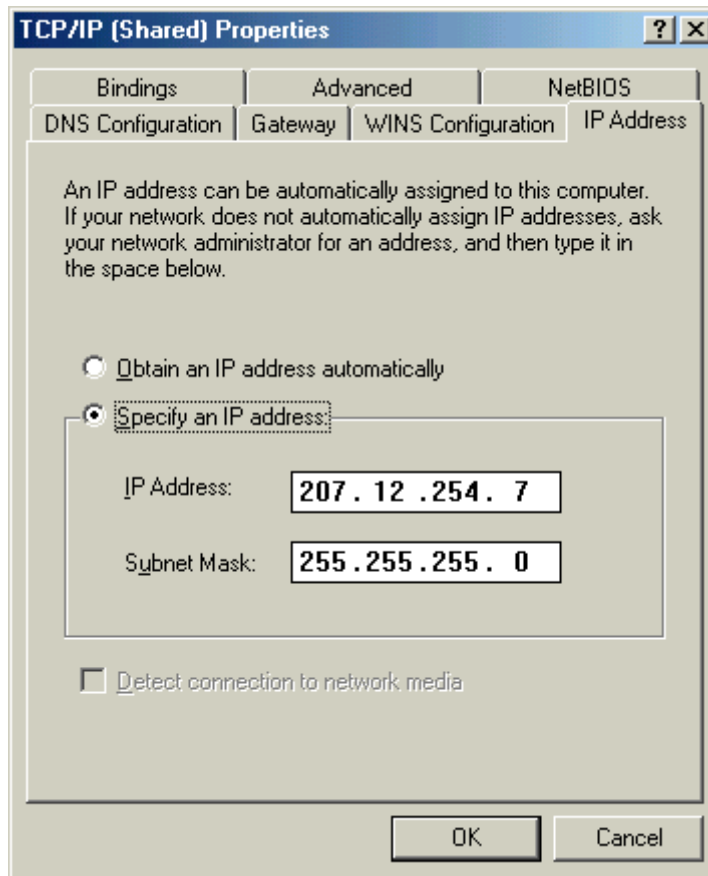 TCP/IP (Shared) Properties
Bindings Advanced NetBIOS
DNS Configuration Gateway WINS Configuration IP Address
An IP address can be automatically assigned to this computer.
If your network does not automatically assign IP addresses, ask
your network administrator for an address, and then type it in
the space below.
Obtain an IP address automatically
Specify an IP address:
IP Address: 207. 12 .254. 7
Subnet Mask: 255.255.255. 0
Detect connection to network media
OK Cancel